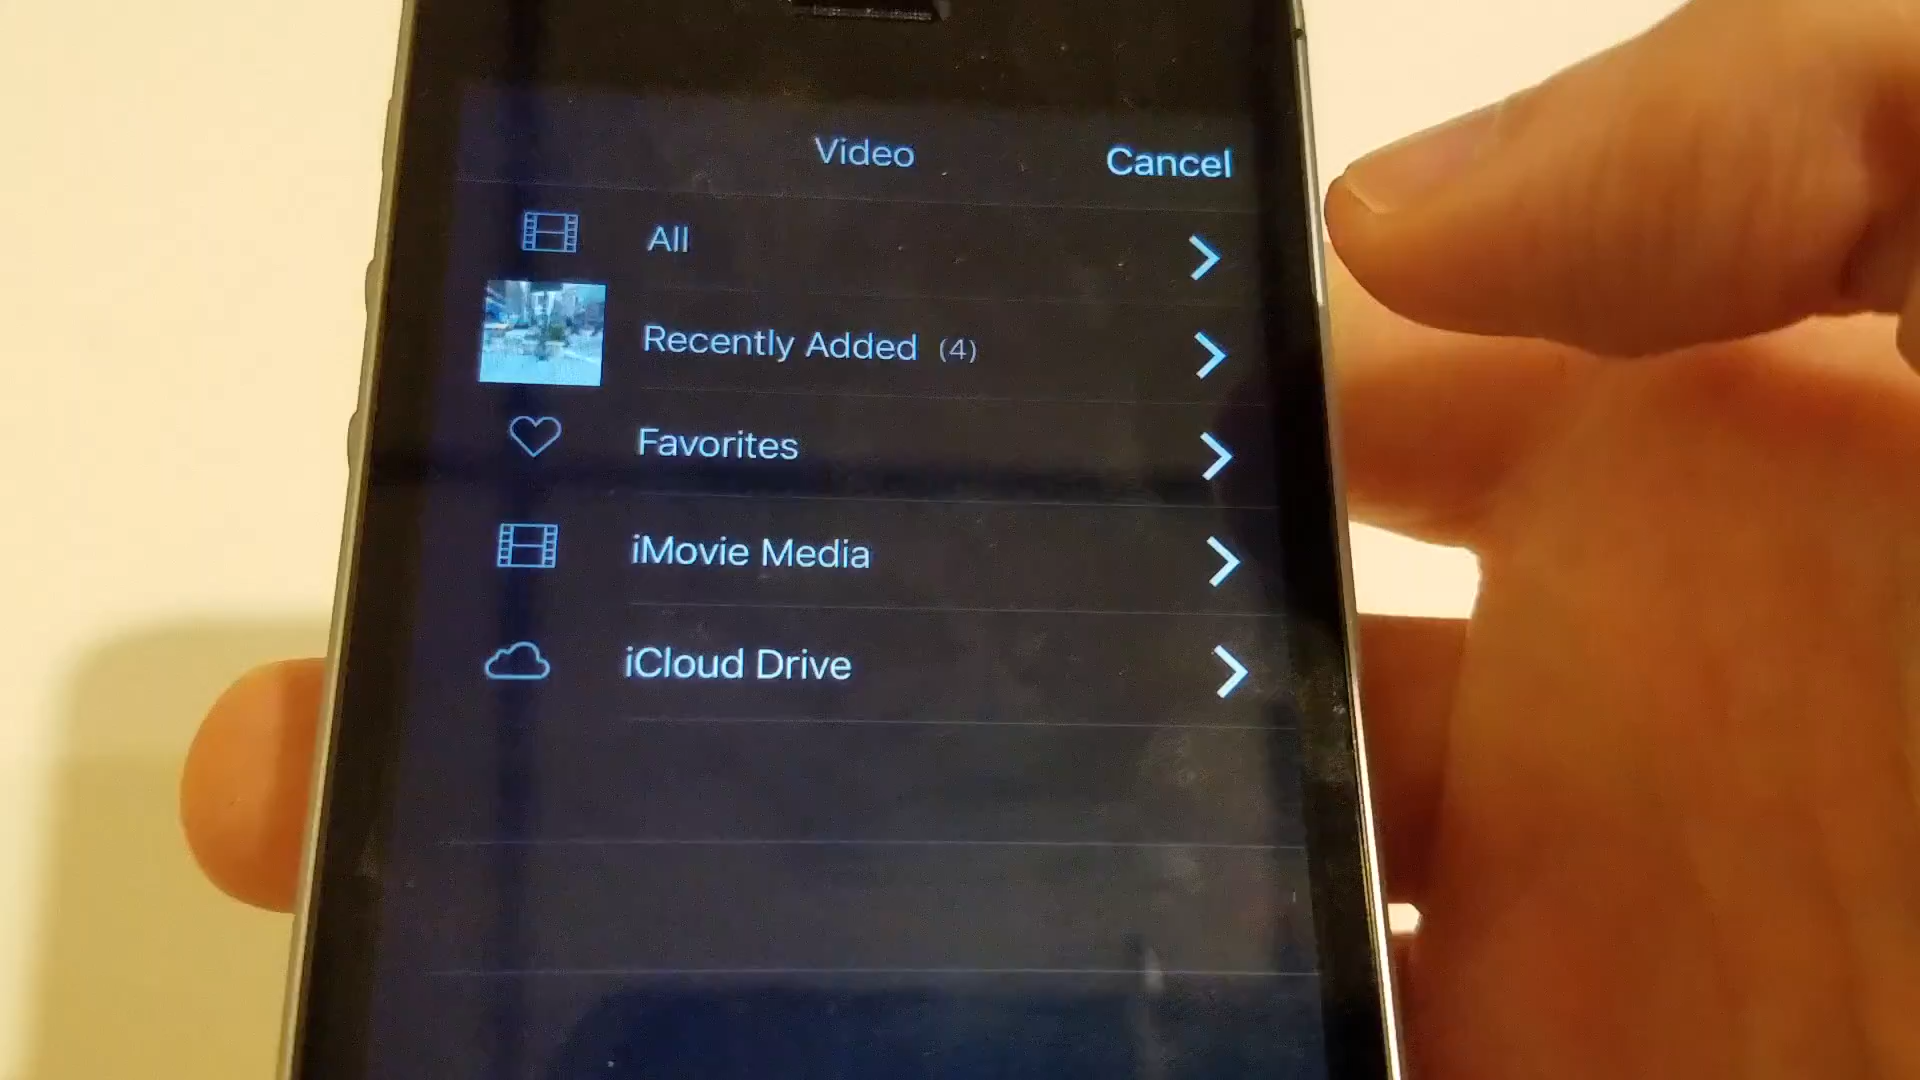 Video
Cancel
All
Recently Added (4)
Favorites
iMovie Media
iCloud Drive